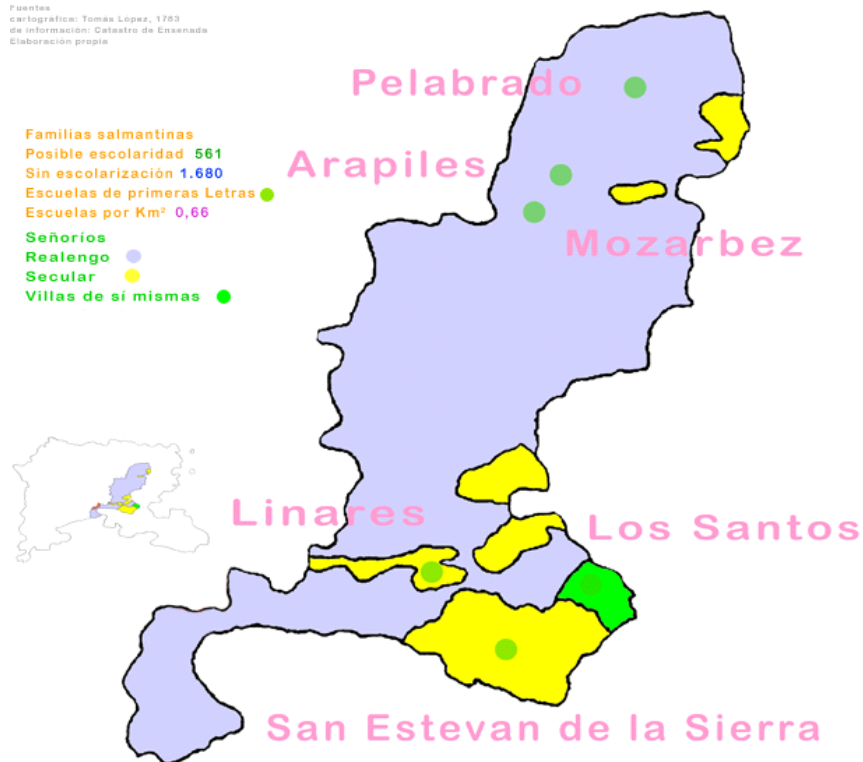 Fuentes
cartográfica: Tomás Lopez, 1783
de información: Catastro de Ensenada
Elaboración propia
Pelabrado
Familias salmantinas
Posible escolaridad 561
Arapiles
Sin escolarización 1.680
Escuelas de primeras Letras
Escuelas por Km² 0,66
Señoríos
Mozarbez
Realengo
Secular
Villas de sí mismas
Linares
Los Santos
San Estevan de la Sierra